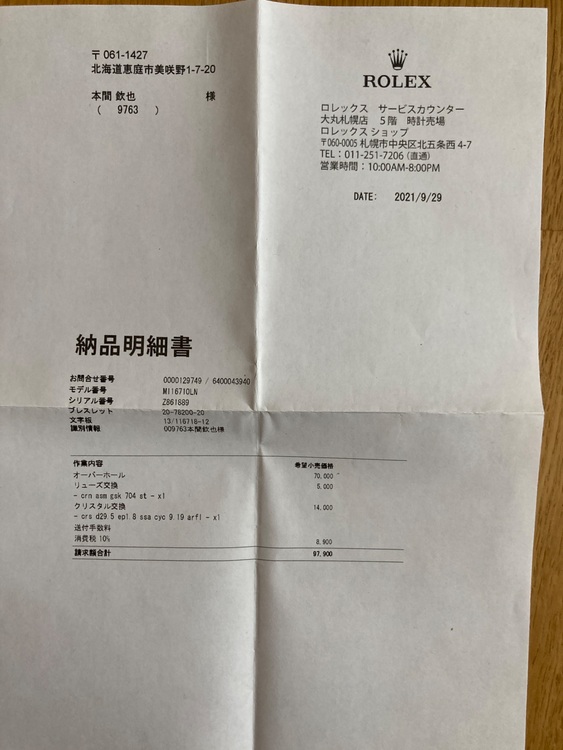 〒061-1427
北海道恵庭市美咲野1-7-20
本間 欽也 様
( 9763 )
ROLEX
ロレックス サービスカウンター
大丸札幌店 5階 時計売場
ロレックス ショップ
〒060-0005 札幌市中央区北五条西 4-7
TEL：011-251-7206 (直通)
営業時間：10:00AM-8:00PM
DATE: 2021/9/29
納品明細書
お問合せ番号 0000129749 / 6400043940
モデル番号 M116710LN
シリアル番号 Z861889
ブレスレット 20-78200-20
文字板 13/116718-12
識別情報 009763本間欽也様
作業内容 希望小売価格
オーバーホール 70,000
リューズ交換 5,000
- crn asm gsk 704 st - x1
クリスタル交換 14,000
- crs d29.5 ep1.8 ssa cyc 9.19 arf1 - x1
送付手数料
消費税 10% 8,900
請求額合計 97,900